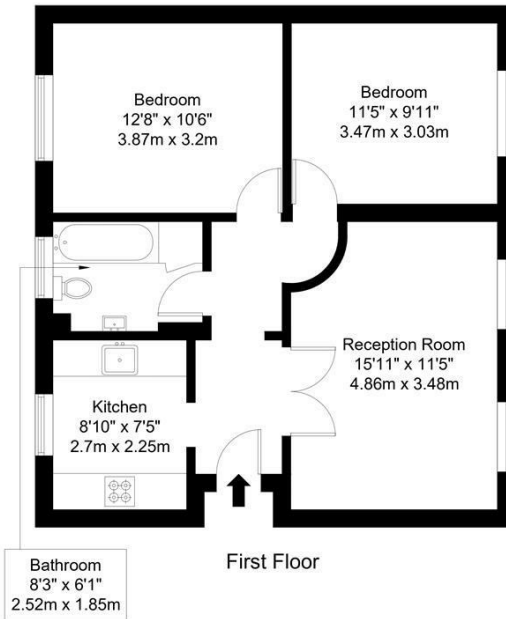 Bedroom
12'8" x 10'6"
3.87m x 3.2m
Bedroom
11'5" x 9'11"
3.47m x 3.03m
Reception Room
15'11" x 11'5"
4.86m x 3.48m
Kitchen
8'10" x 7'5"
2.7m x 2.25m
First Floor
Bathroom
8'3" x 6'1"
2.52m x 1.85m